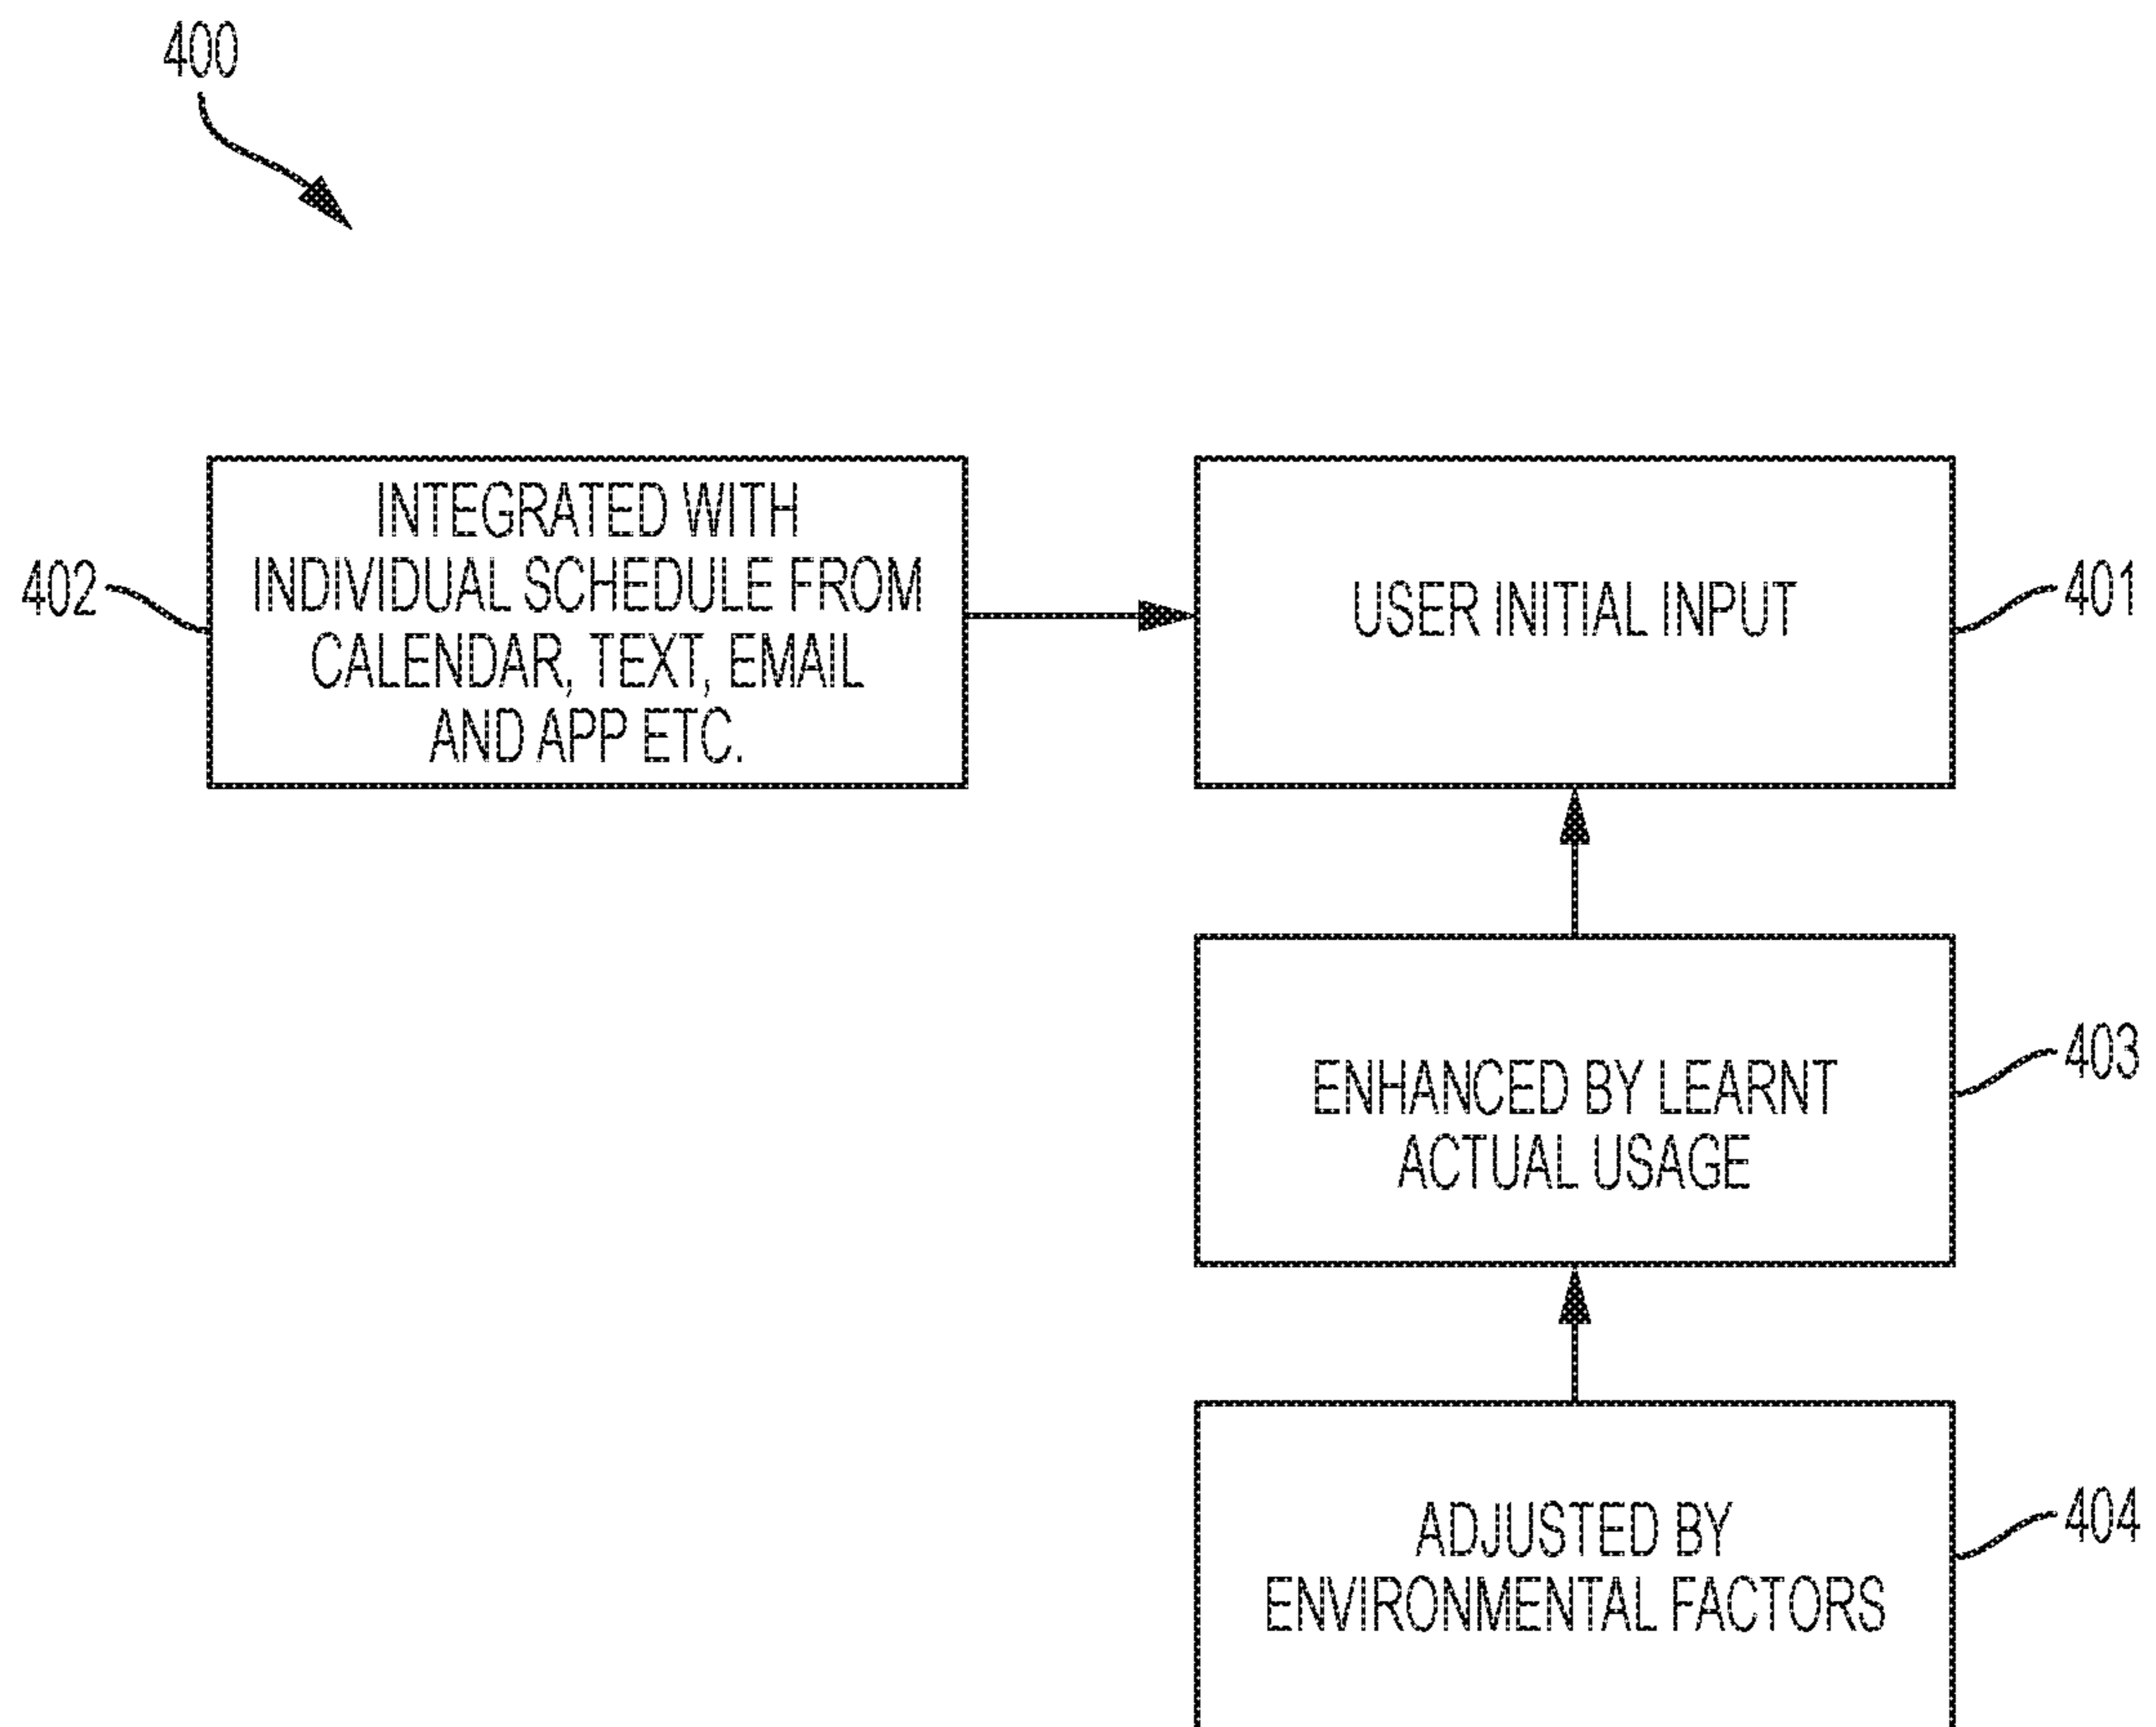 400
INTEGRATED WITH
INDIVIDUAL SCHEDULE FROM
CALENDAR, TEXT, EMAIL
AND APP ETC.
402
USER INITIAL INPUT
401
ENHANCED BY LEARNT
ACTUAL USAGE
403
ADJUSTED BY
ENVIRONMENTAL FACTORS
404